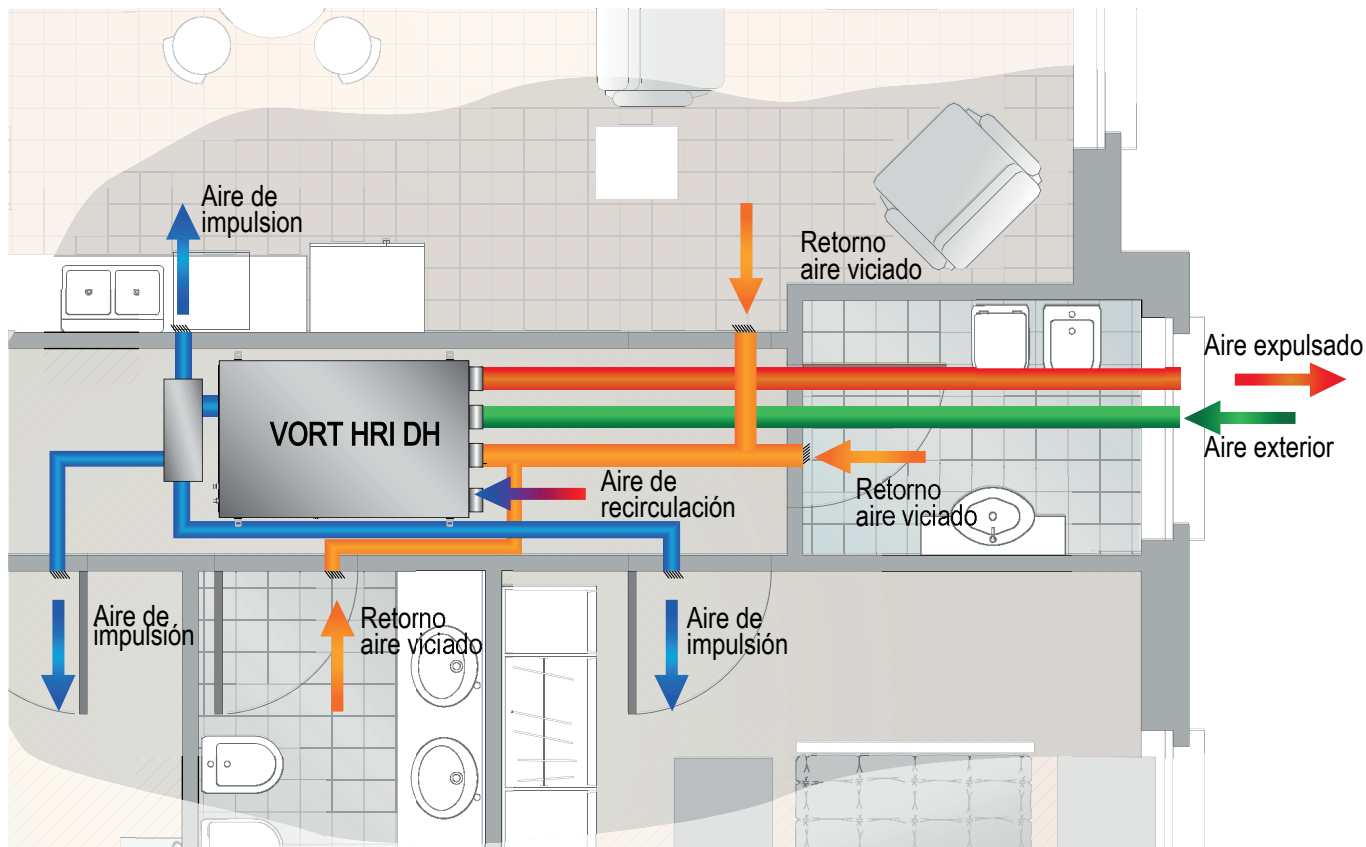 Aire de
impulsion
Retorno
aire viciado
Aire expulsado
VORT HRI DH
Aire exterior
Aire de
recirculación
Retorno
aire viciado
Aire de
impulsión
Retorno
aire viciado
Aire de
impulsión